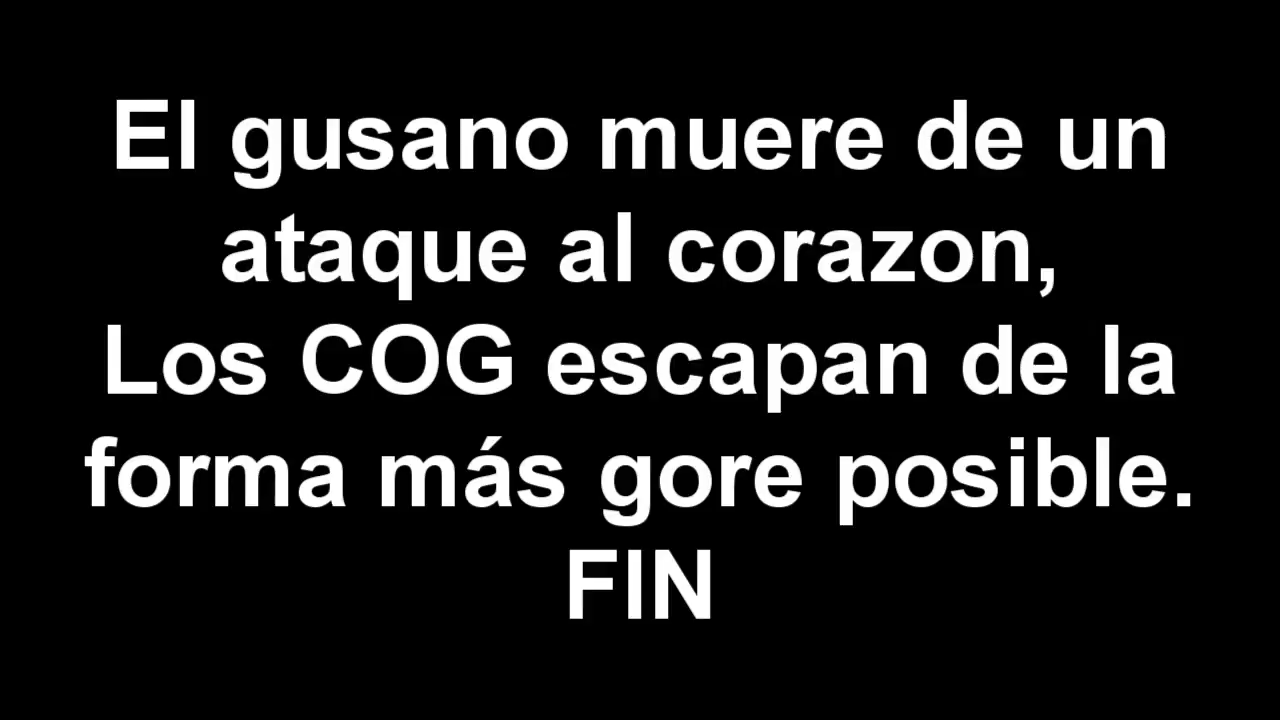 El gusano muere de un
ataque al corazon,
Los COG escapan de la
forma más gore posible.
FIN